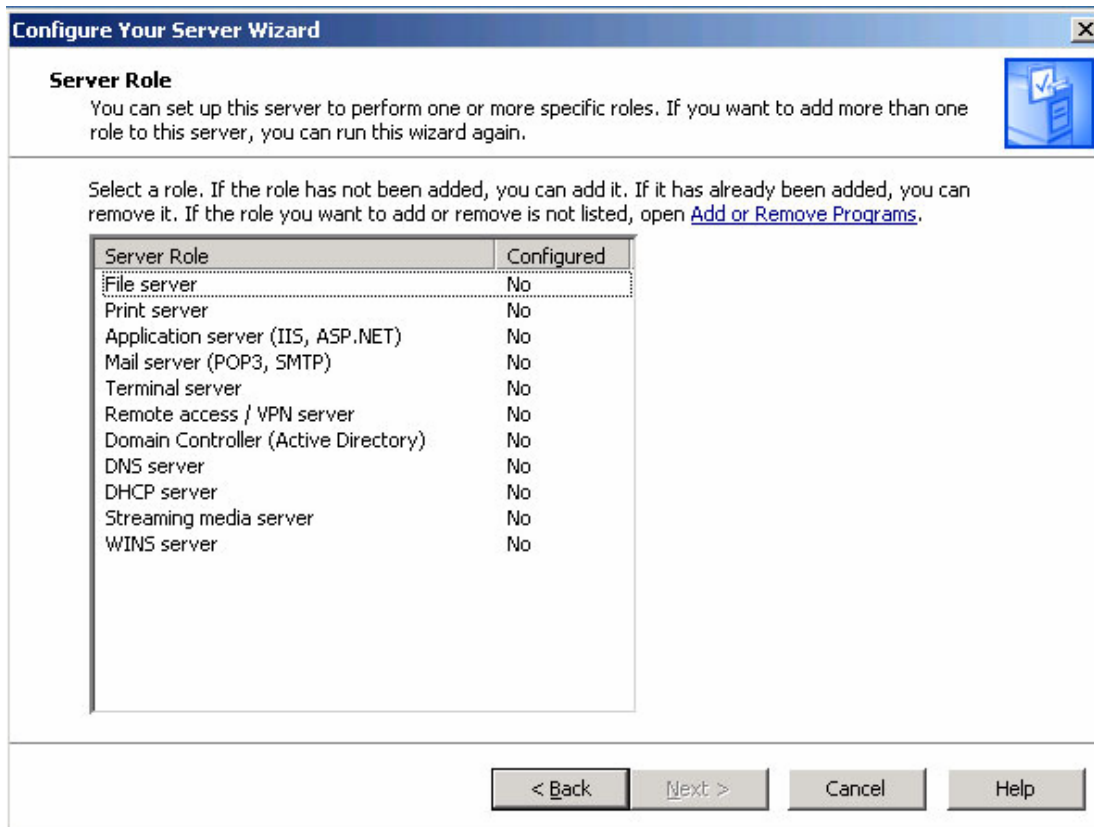 Configure Your Server Wizard
Server Role
You can set up this server to perform one or more specific roles. If you want to add more than one
role to this server, you can run this wizard again.
Select a role. If the role has not been added, you can add it. If it has already been added, you can
remove it. If the role you want to add or remove is not listed, open Add or Remove Programs.
Server Role Configured
File server No
Print server No
Application server (IIS, ASP.NET) No
Mail server (POP3, SMTP) No
Terminal server No
Remote access / VPN server No
Domain Controller (Active Directory) No
DNS server No
DHCP server No
Streaming media server No
WINS server No
< Back Next > Cancel Help